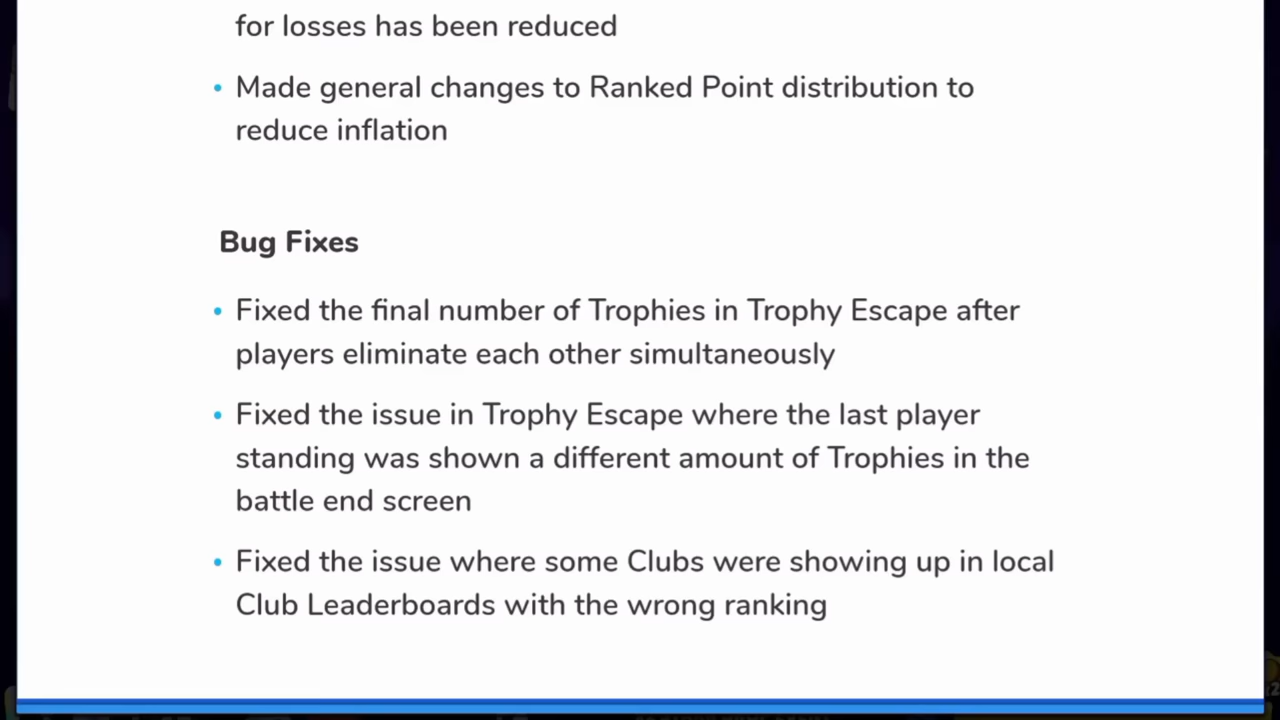 for losses has been reduced
• Made general changes to Ranked Point distribution to
reduce inflation
Bug Fixes
• Fixed the final number of Trophies in Trophy Escape after
players eliminate each other simultaneously
• Fixed the issue in Trophy Escape where the last player
standing was shown a different amount of Trophies in the
battle end screen
• Fixed the issue where some Clubs were showing up in local
Club Leaderboards with the wrong ranking